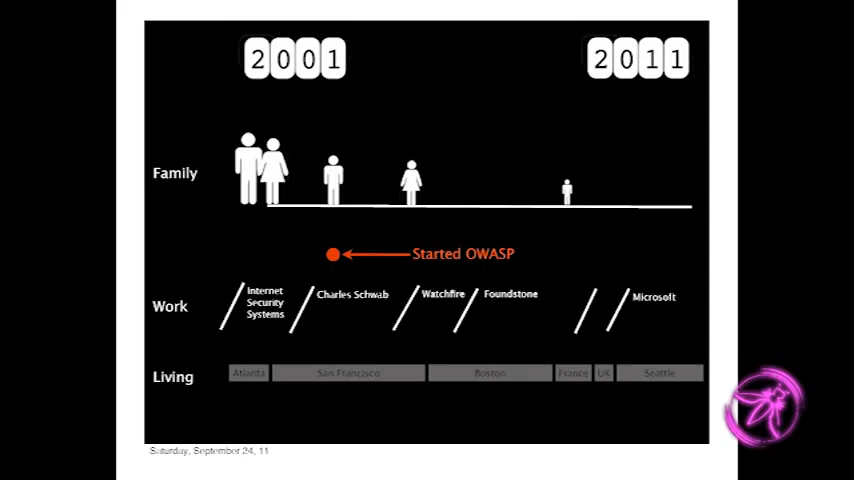 2001 2011
Family
Started OWASP
Work
Internet
Security
Systems
Charles Schwab
Watchfire
Foundstone
Microsoft
Living
Atlanta
San Francisco
Boston
France
UK
Seattle
Saturday, September 24, 11